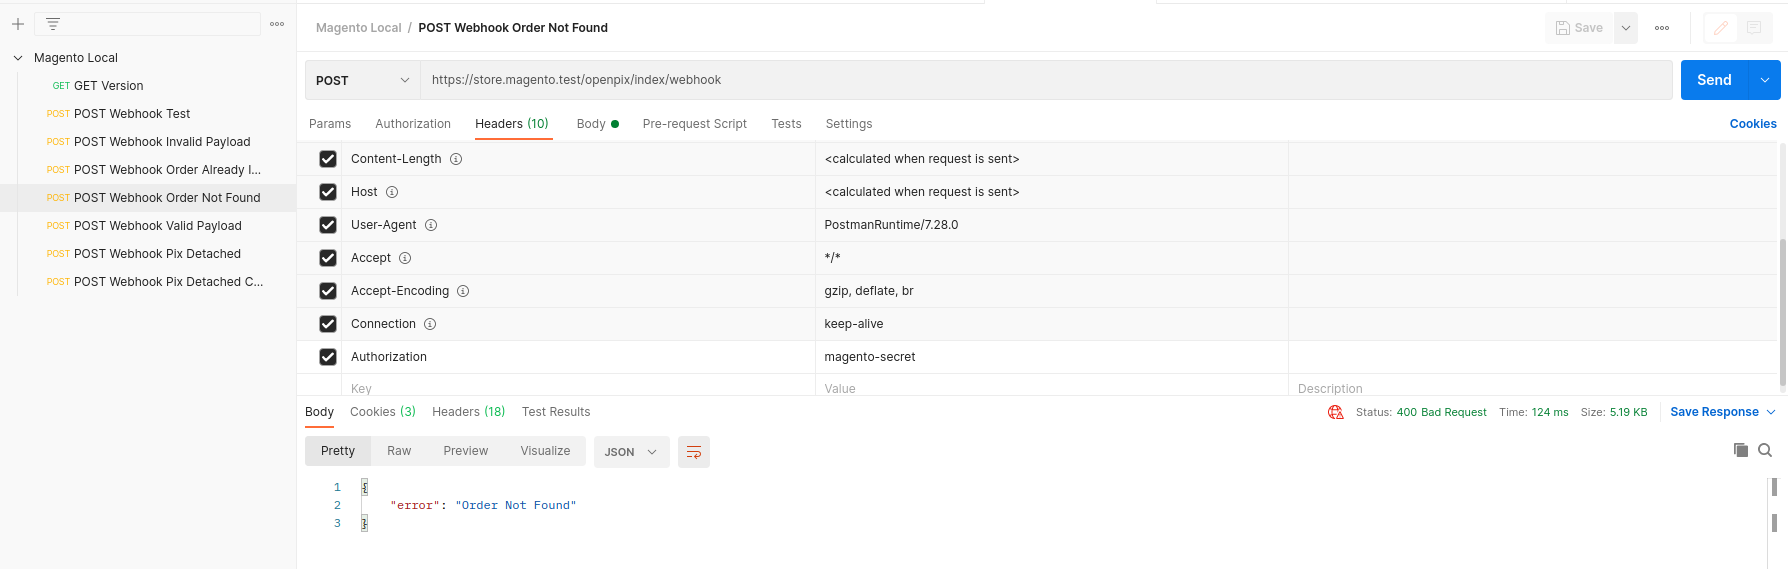 Magento Local / POST Webhook Order Not Found
Save
Magento Local
GET GET Version
POST POST Webhook Test
POST POST Webhook Invalid Payload
POST POST Webhook Order Already I...
POST POST Webhook Order Not Found
POST POST Webhook Valid Payload
POST POST Webhook Pix Detached
POST POST Webhook Pix Detached C...
POST https://store.magento.test/openpix/index/webhook Send
Params Authorization Headers (10) Body Pre-request Script Tests Settings Cookies
Content-Length <calculated when request is sent>
Host <calculated when request is sent>
User-Agent PostmanRuntime/7.28.0
Accept */*
Accept-Encoding gzip, deflate, br
Connection keep-alive
Authorization magento-secret
Key Value Description
Body Cookies (3) Headers (18) Test Results Status: 400 Bad Request Time: 124 ms Size: 5.19 KB Save Response
Pretty Raw Preview Visualize JSON
1 {
2 "error": "Order Not Found"
3 }